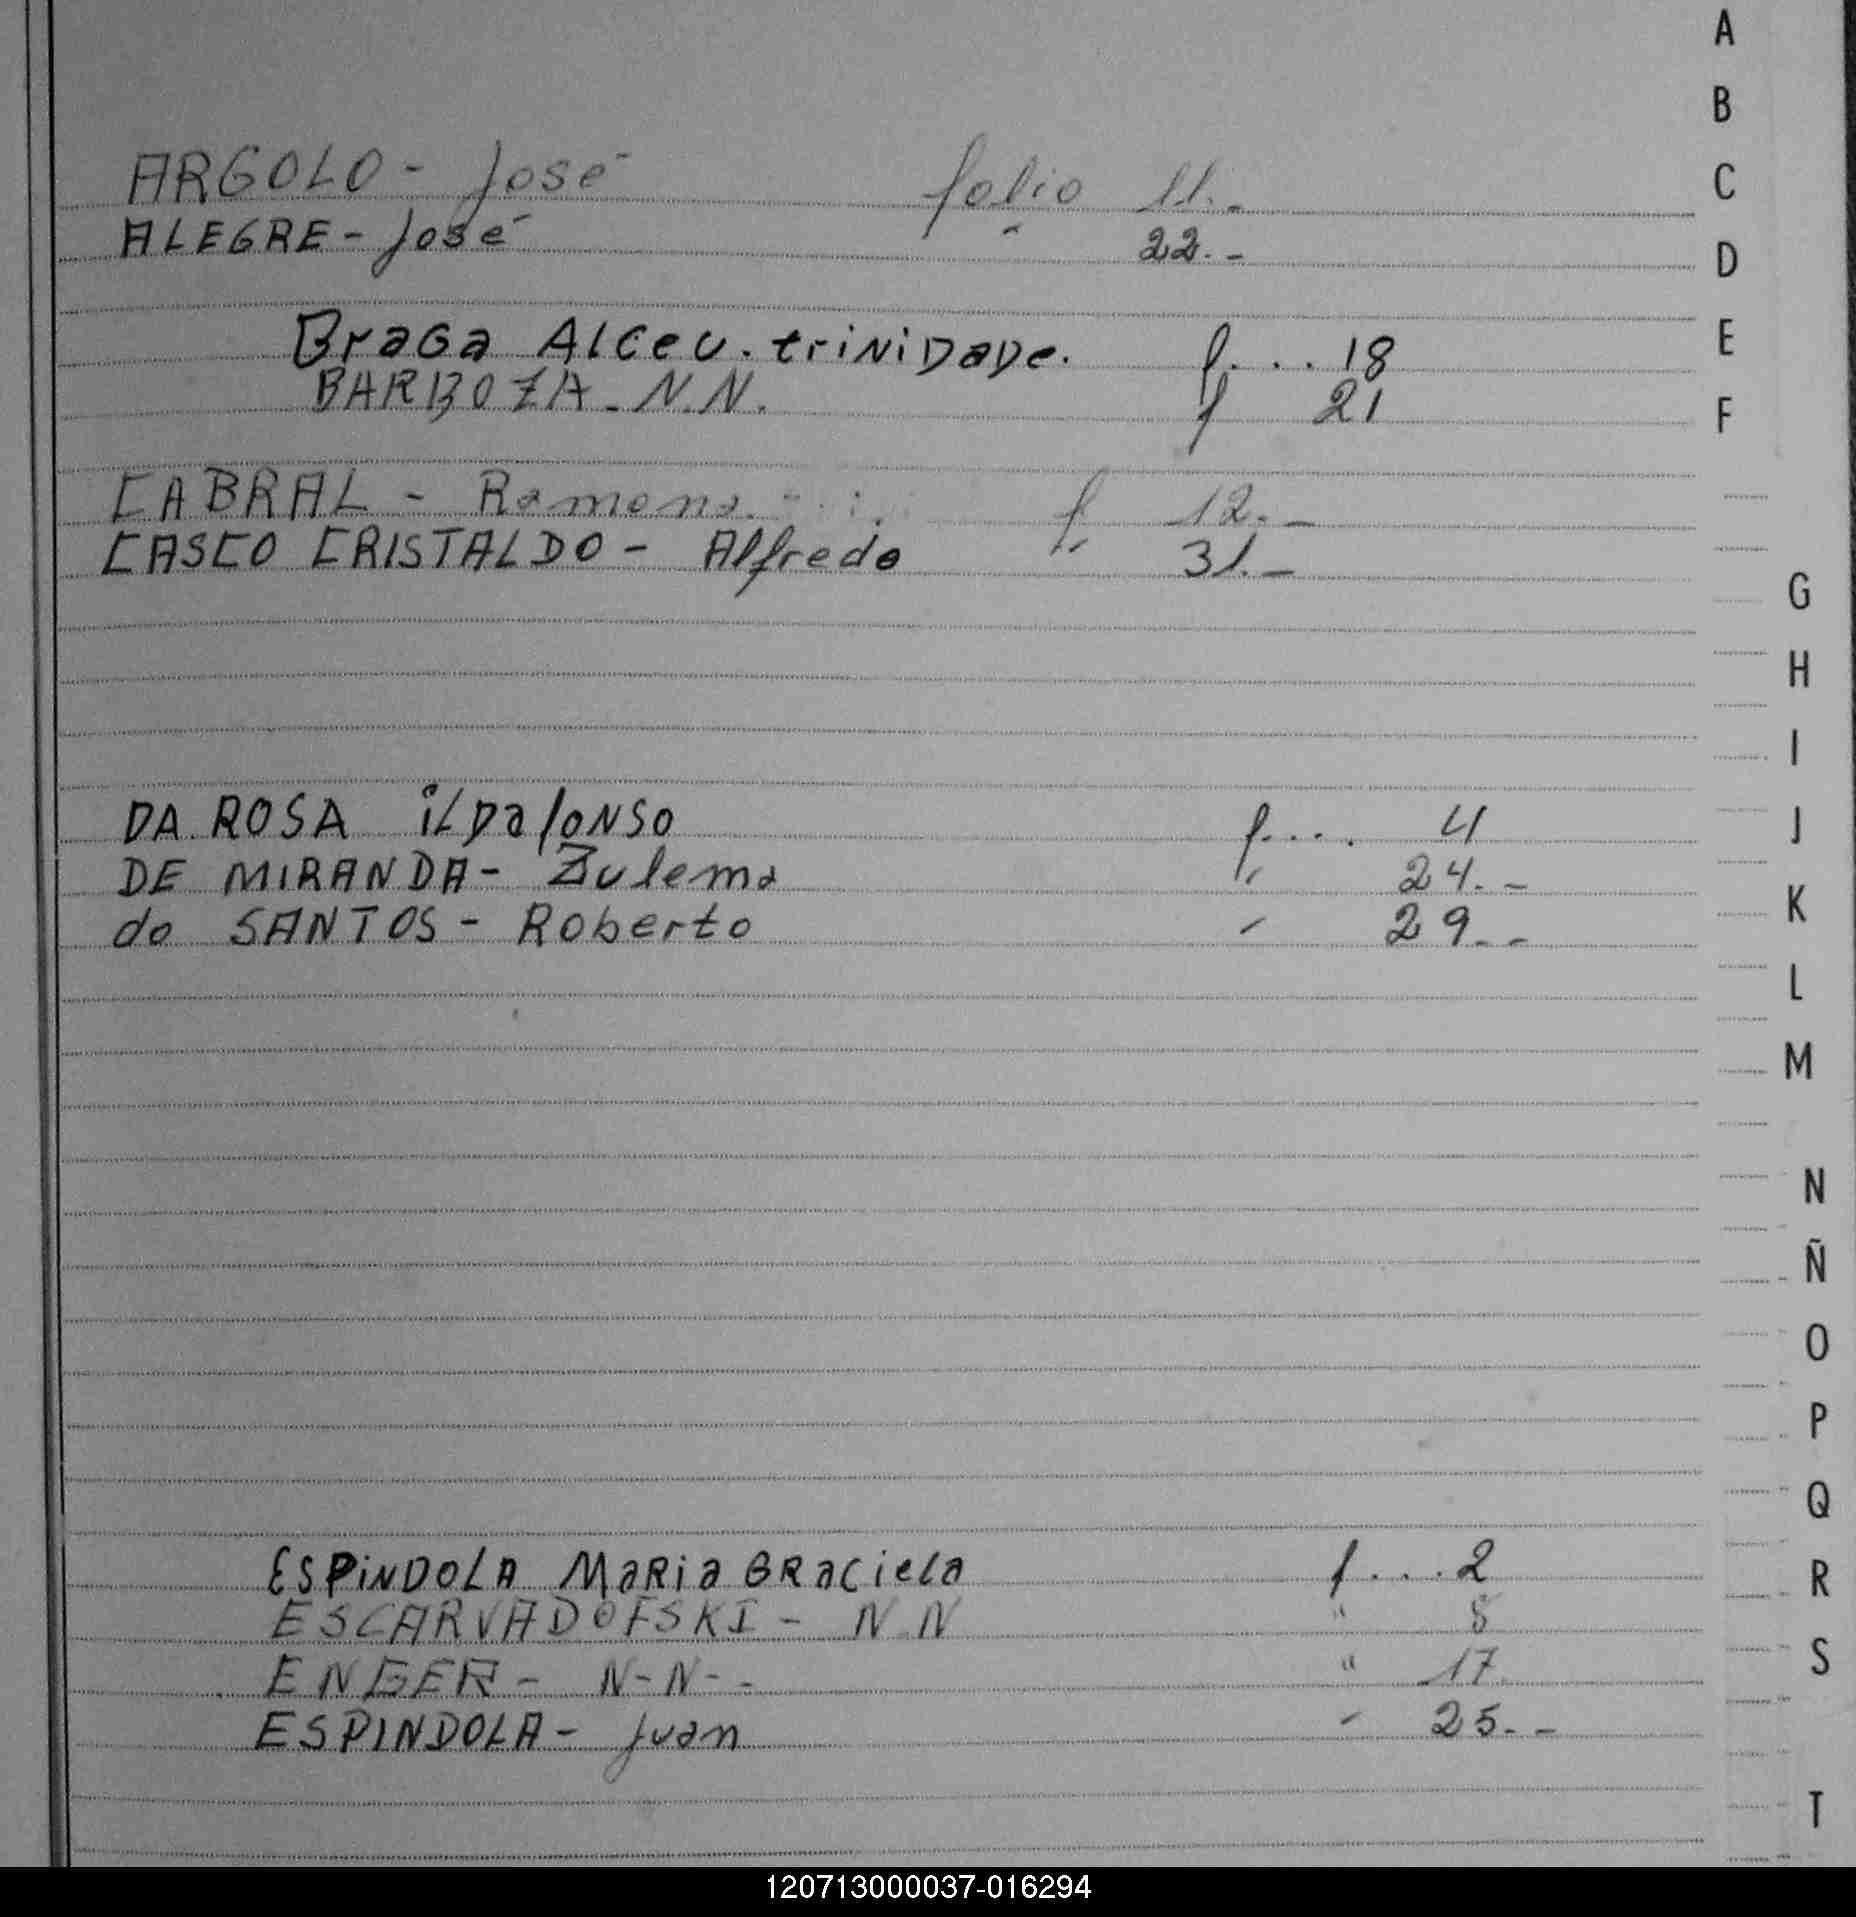 ARGOLO - José folio 11.-
ALEGRE - José " 22.-
Braga Alceu. triniDaDe. f... 18
BARBOZA - N.N. f 21
CABRAL - Ramona. f. 12.-
CASCO CRISTALDO - Alfredo " 31.-
DA ROSA iLDafONSO f... 4
DE MIRANDA - Zulema " 24.-
do SANTOS - Roberto " 29.-
ESPiNDOLA MaRia GRaciela f... 2
ESCARVADOFSKI - N.N " 8
ENGER - N-N- " 17
ESPINDOLA - Juan " 25.-
A
B
C
D
E
F
G
H
I
J
K
L
M
N
Ñ
O
P
Q
R
S
T
120713000037-016294